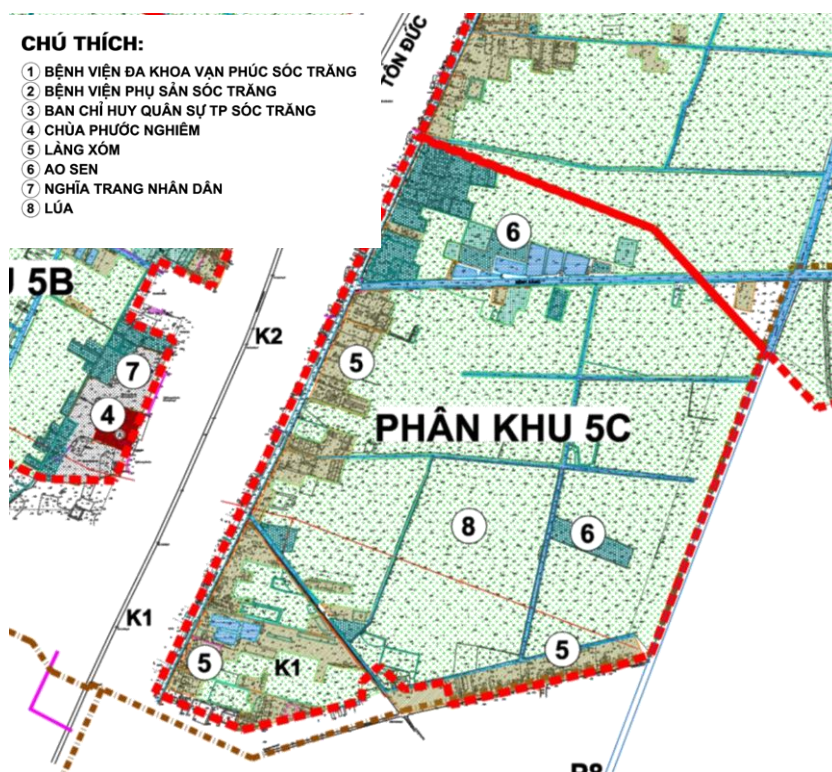 CHÚ THÍCH:
1 BỆNH VIỆN ĐA KHOA VẠN PHÚC SÓC TRĂNG
2 BỆNH VIỆN PHỤ SẢN SÓC TRĂNG
3 BAN CHỈ HUY QUÂN SỰ TP SÓC TRĂNG
4 CHÙA PHƯỚC NGHIÊM
5 LÀNG XÓM
6 AO SEN
7 NGHĨA TRANG NHÂN DÂN
8 LÚA
TÔN ĐỨC
6
U 5B
K2
5
7
4
PHÂN KHU 5C
8
6
K1
5
K1
5
P8